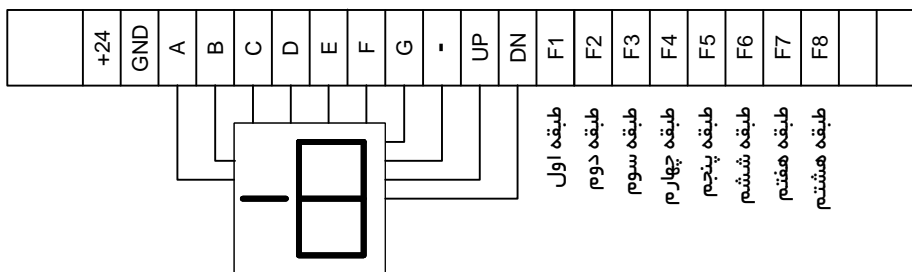 +24
GND
A
B
C
D
E
F
G
-
UP
DN
F1
F2
F3
F4
F5
F6
F7
F8
طبقه اول
طبقه دوم
طبقه سوم
طبقه چهارم
طبقه پنجم
طبقه ششم
طبقه هفتم
طبقه هشتم